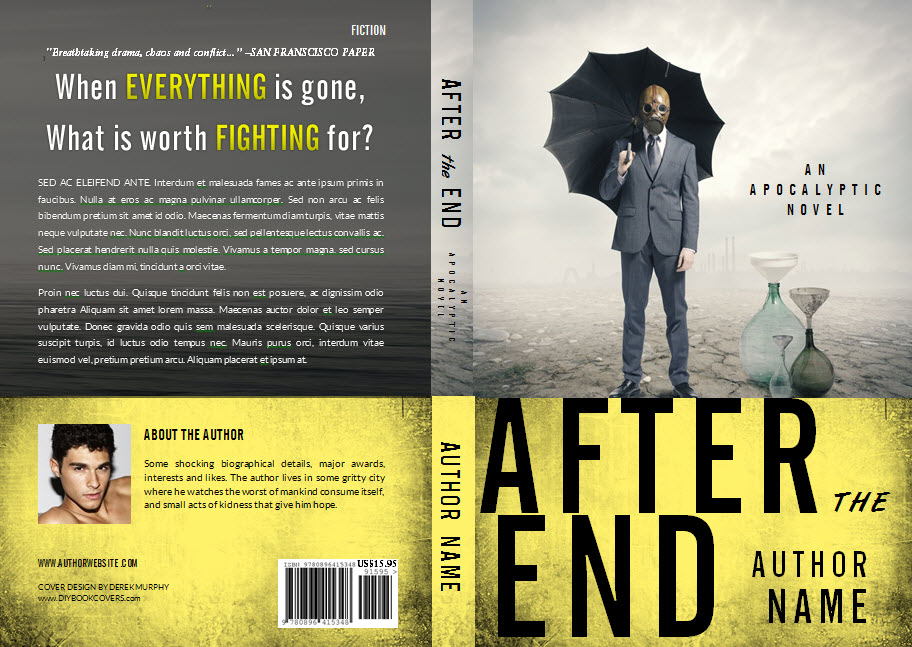 FICTION
"Breathtaking drama, chaos and conflict..." –SAN FRANSCISCO PAPER
When EVERYTHING is gone,
What is worth FIGHTING for?
SED AC ELEIFEND ANTE. Interdum et malesuada fames ac ante ipsum primis in
faucibus. Nulla at eros ac magna pulvinar ullamcorper. Sed non arcu ac felis
bibendum pretium sit amet id odio. Maecenas fermentum diam turpis, vitae mattis
neque vulputate nec. Nunc blandit luctus orci, sed pellentesque lectus convallis ac.
Sed placerat hendrerit nulla quis molestie. Vivamus a tempor magna. sed cursus
nunc. Vivamus diam mi, tincidunt a orci vitae.
Proin nec luctus dui. Quisque tincidunt felis non est posuere, ac dignissim odio
pharetra Aliquam sit amet lorem massa. Maecenas auctor dolor et leo semper
vulputate. Donec gravida odio quis sem malesuada scelerisque. Quisque varius
suscipit turpis, id luctus odio tempus nec. Mauris purus orci, interdum vitae
euismod vel, pretium pretium arcu. Aliquam placerat et ipsum at.
ABOUT THE AUTHOR
Some shocking biographical details, major awards,
interests and likes. The author lives in some gritty city
where he watches the worst of mankind consume itself,
and small acts of kidness that give him hope.
WWW.AUTHORWEBSITE.COM
COVER DESIGN BY DEREK MURPHY
www.DIYBOOKCOVERS.com
ISBN 9780896415348 US$15.95
91595 >
9 780896 415348
AFTER the END
AN
APOCALYPTIC
NOVEL
AUTHOR NAME
AN
APOCALYPTIC
NOVEL
AFTER
THE
END
AUTHOR
NAME